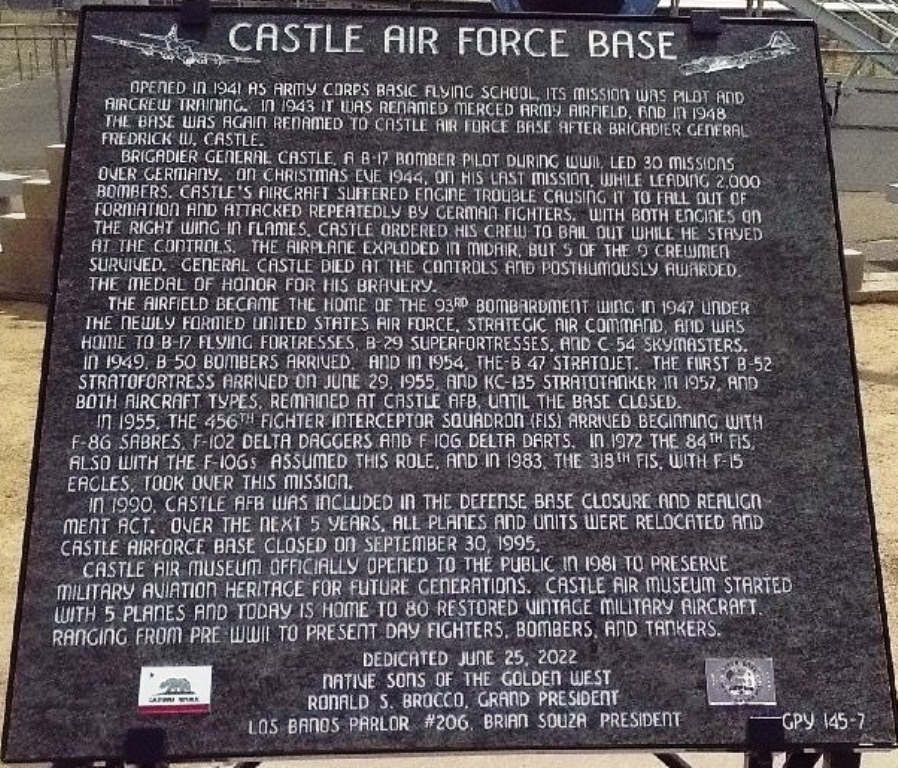 CASTLE AIR FORCE BASE
OPENED IN 1941 AS ARMY CORPS BASIC FLYING SCHOOL, ITS MISSION WAS PILOT AND
AIRCREW TRAINING. IN 1943 IT WAS RENAMED MERCED ARMY AIRFIELD, AND IN 1948
THE BASE WAS AGAIN RENAMED TO CASTLE AIR FORCE BASE AFTER BRIGADIER GENERAL
FREDRICK W. CASTLE.
BRIGADIER GENERAL CASTLE, A B-17 BOMBER PILOT DURING WWII, LED 30 MISSIONS
OVER GERMANY. ON CHRISTMAS EVE 1944, ON HIS LAST MISSION, WHILE LEADING 2,000
BOMBERS, CASTLE'S AIRCRAFT SUFFERED ENGINE TROUBLE CAUSING IT TO FALL OUT OF
FORMATION AND ATTACKED REPEATEDLY BY GERMAN FIGHTERS. WITH BOTH ENGINES ON
THE RIGHT WING IN FLAMES, CASTLE ORDERED HIS CREW TO BAIL OUT WHILE HE STAYED
AT THE CONTROLS. THE AIRPLANE EXPLODED IN MIDAIR, BUT 5 OF THE 9 CREWMEN
SURVIVED. GENERAL CASTLE DIED AT THE CONTROLS AND POSTHUMOUSLY AWARDED,
THE MEDAL OF HONOR FOR HIS BRAVERY.
THE AIRFIELD BECAME THE HOME OF THE 93RD BOMBARDMENT WING IN 1947 UNDER
THE NEWLY FORMED UNITED STATES AIR FORCE, STRATEGIC AIR COMMAND, AND WAS
HOME TO B-17 FLYING FORTRESSES, B-29 SUPERFORTRESSES, AND C-54 SKYMASTERS.
IN 1949, B-50 BOMBERS ARRIVED. AND IN 1954, THE B-47 STRATOJET. THE FIRST B-52
STRATOFORTRESS ARRIVED ON JUNE 29, 1955, AND KC-135 STRATOTANKER IN 1957, AND
BOTH AIRCRAFT TYPES, REMAINED AT CASTLE AFB, UNTIL THE BASE CLOSED.
IN 1955, THE 456TH FIGHTER INTERCEPTOR SQUADRON (FIS) ARRIVED BEGINNING WITH
F-86 SABRES, F-102 DELTA DAGGERS AND F-106 DELTA DARTS. IN 1972 THE 84TH FIS,
ALSO WITH THE F-106s ASSUMED THIS ROLE, AND IN 1983, THE 318TH FIS, WITH F-15
EAGLES, TOOK OVER THIS MISSION.
IN 1990, CASTLE AFB WAS INCLUDED IN THE DEFENSE BASE CLOSURE AND REALIGN-
MENT ACT. OVER THE NEXT 5 YEARS, ALL PLANES AND UNITS WERE RELOCATED AND
CASTLE AIRFORCE BASE CLOSED ON SEPTEMBER 30, 1995.
CASTLE AIR MUSEUM OFFICIALLY OPENED TO THE PUBLIC IN 1981 TO PRESERVE
MILITARY AVIATION HERITAGE FOR FUTURE GENERATIONS. CASTLE AIR MUSEUM STARTED
WITH 5 PLANES AND TODAY IS HOME TO 80 RESTORED VINTAGE MILITARY AIRCRAFT,
RANGING FROM PRE WWII TO PRESENT DAY FIGHTERS, BOMBERS, AND TANKERS.
DEDICATED JUNE 25, 2022
NATIVE SONS OF THE GOLDEN WEST
RONALD S. BROCCO, GRAND PRESIDENT
LOS BANOS PARLOR #206, BRIAN SOUZA PRESIDENT
CALIFORNIA REPUBLIC
GPY 145-7